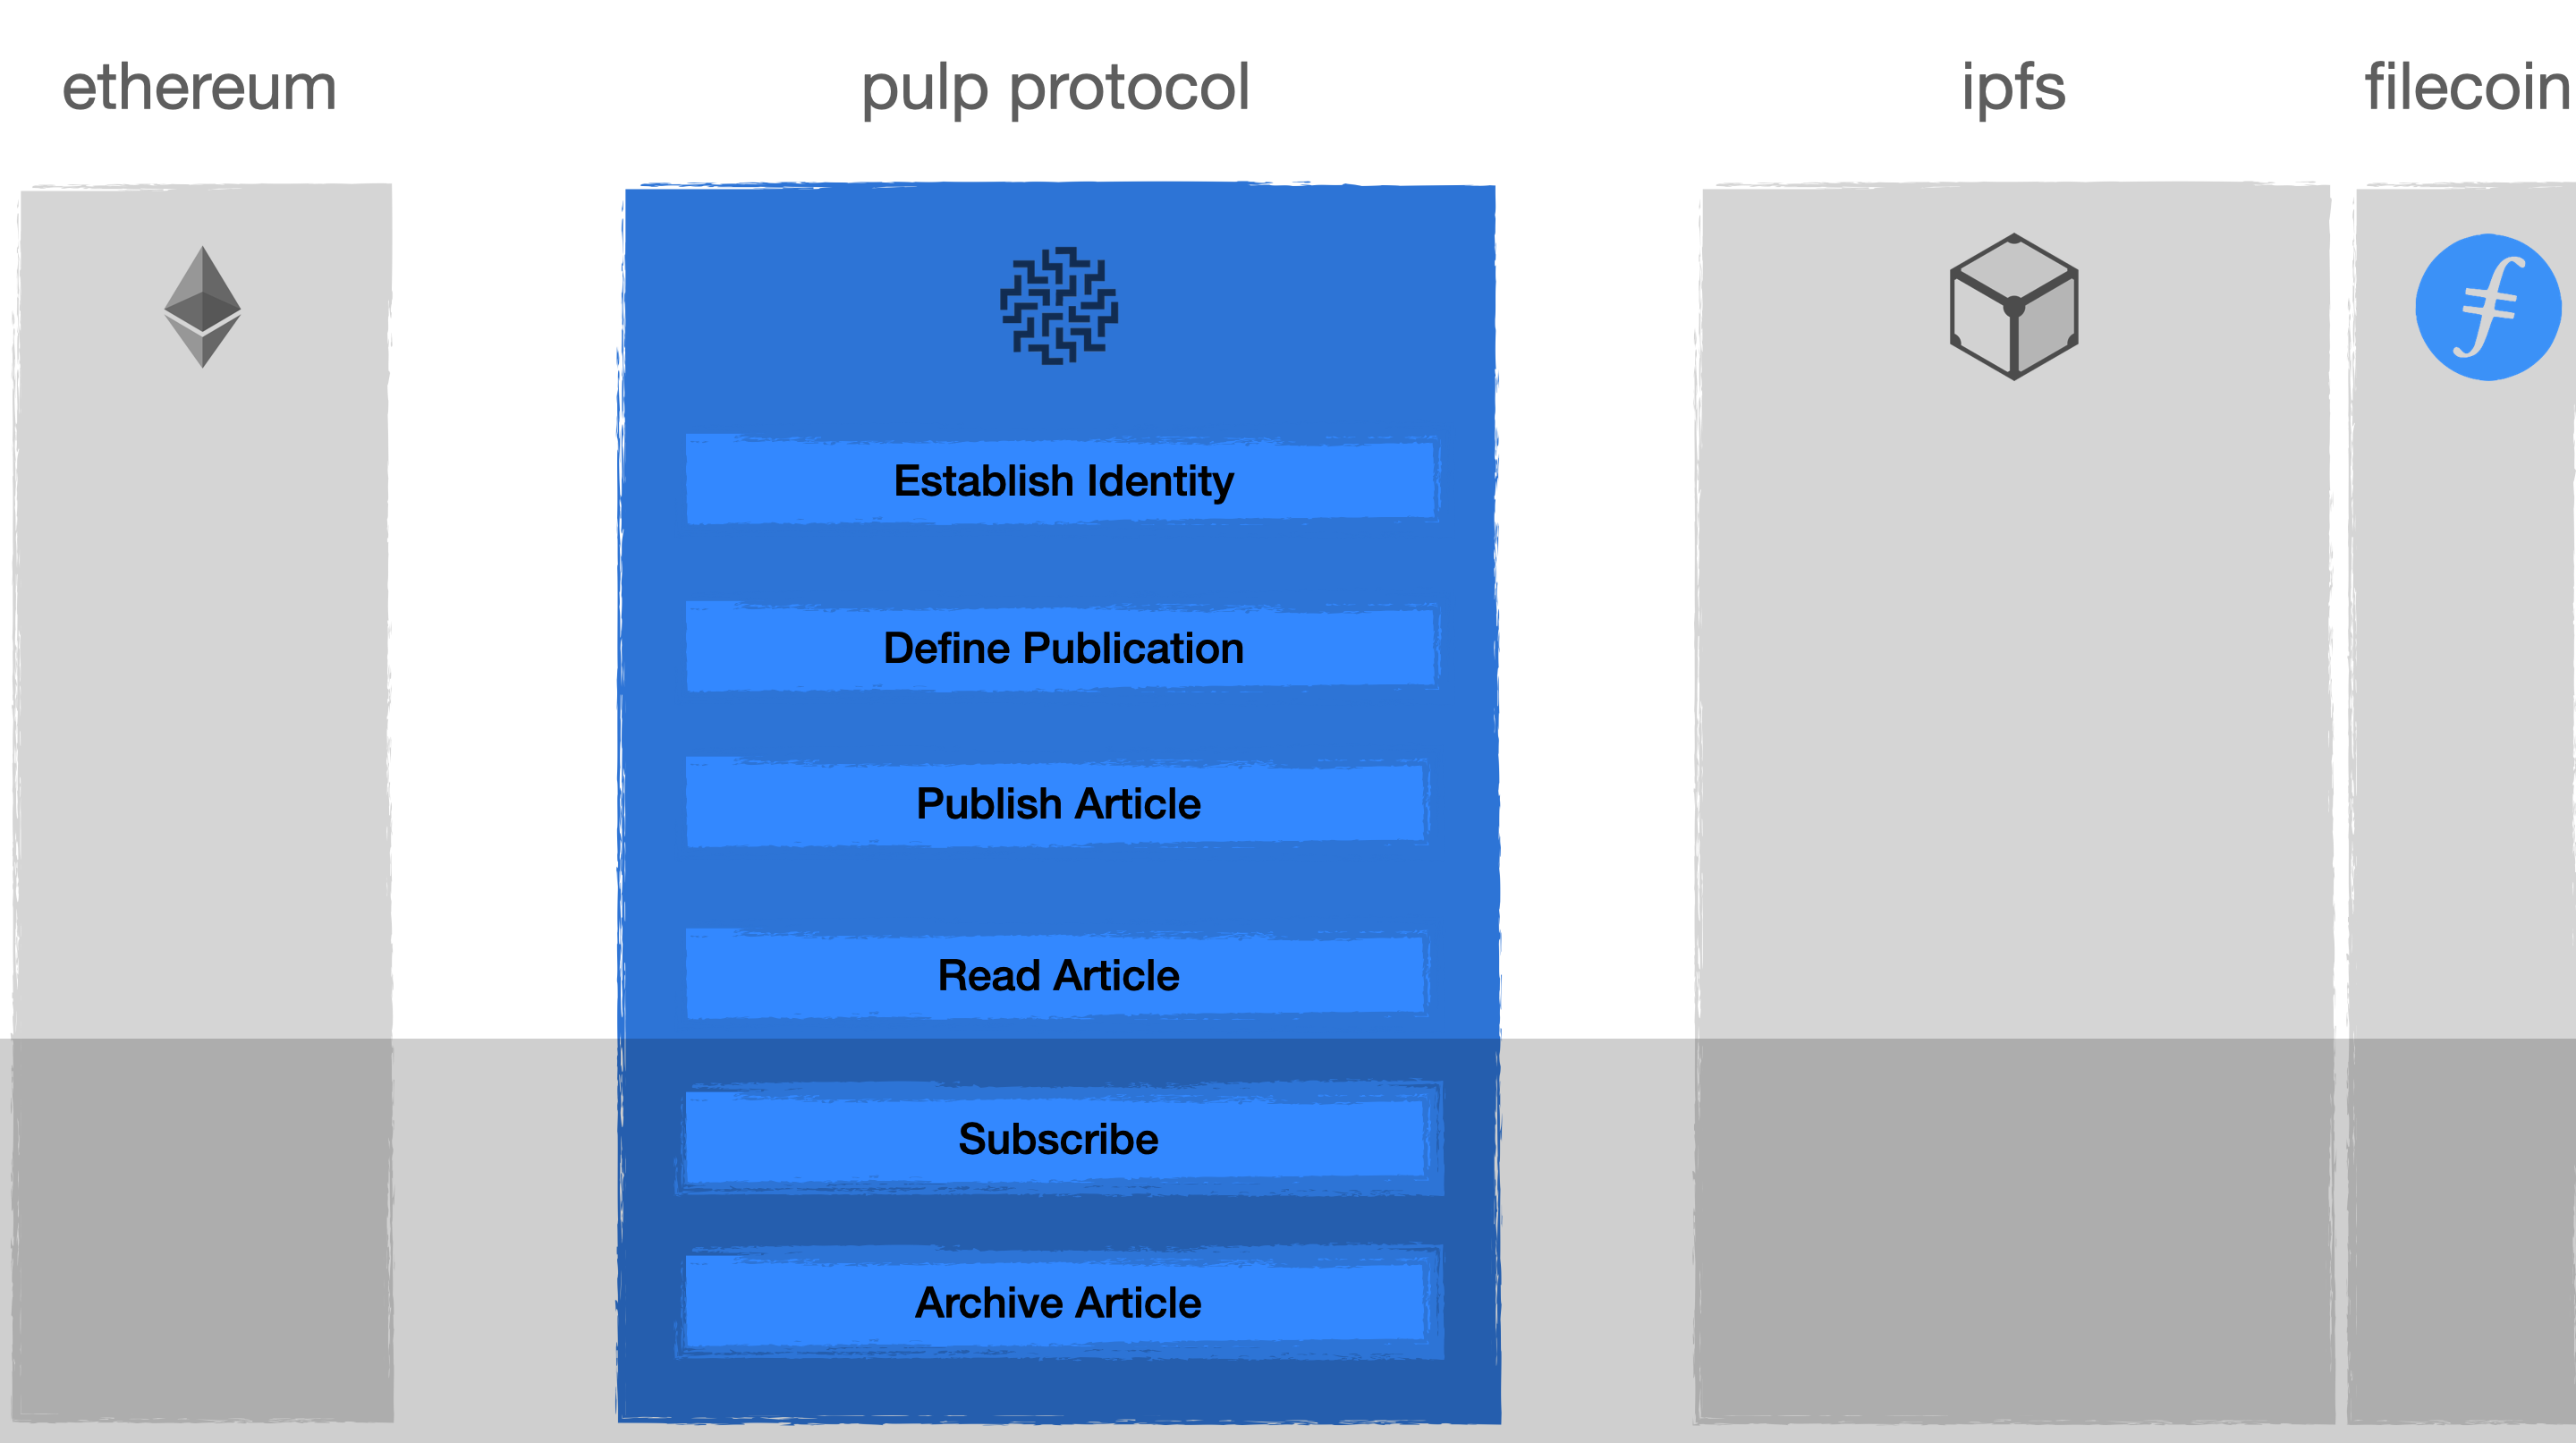 ethereum
pulp protocol
ipfs
filecoin
Establish Identity
Define Publication
Publish Article
Read Article
Subscribe
Archive Article